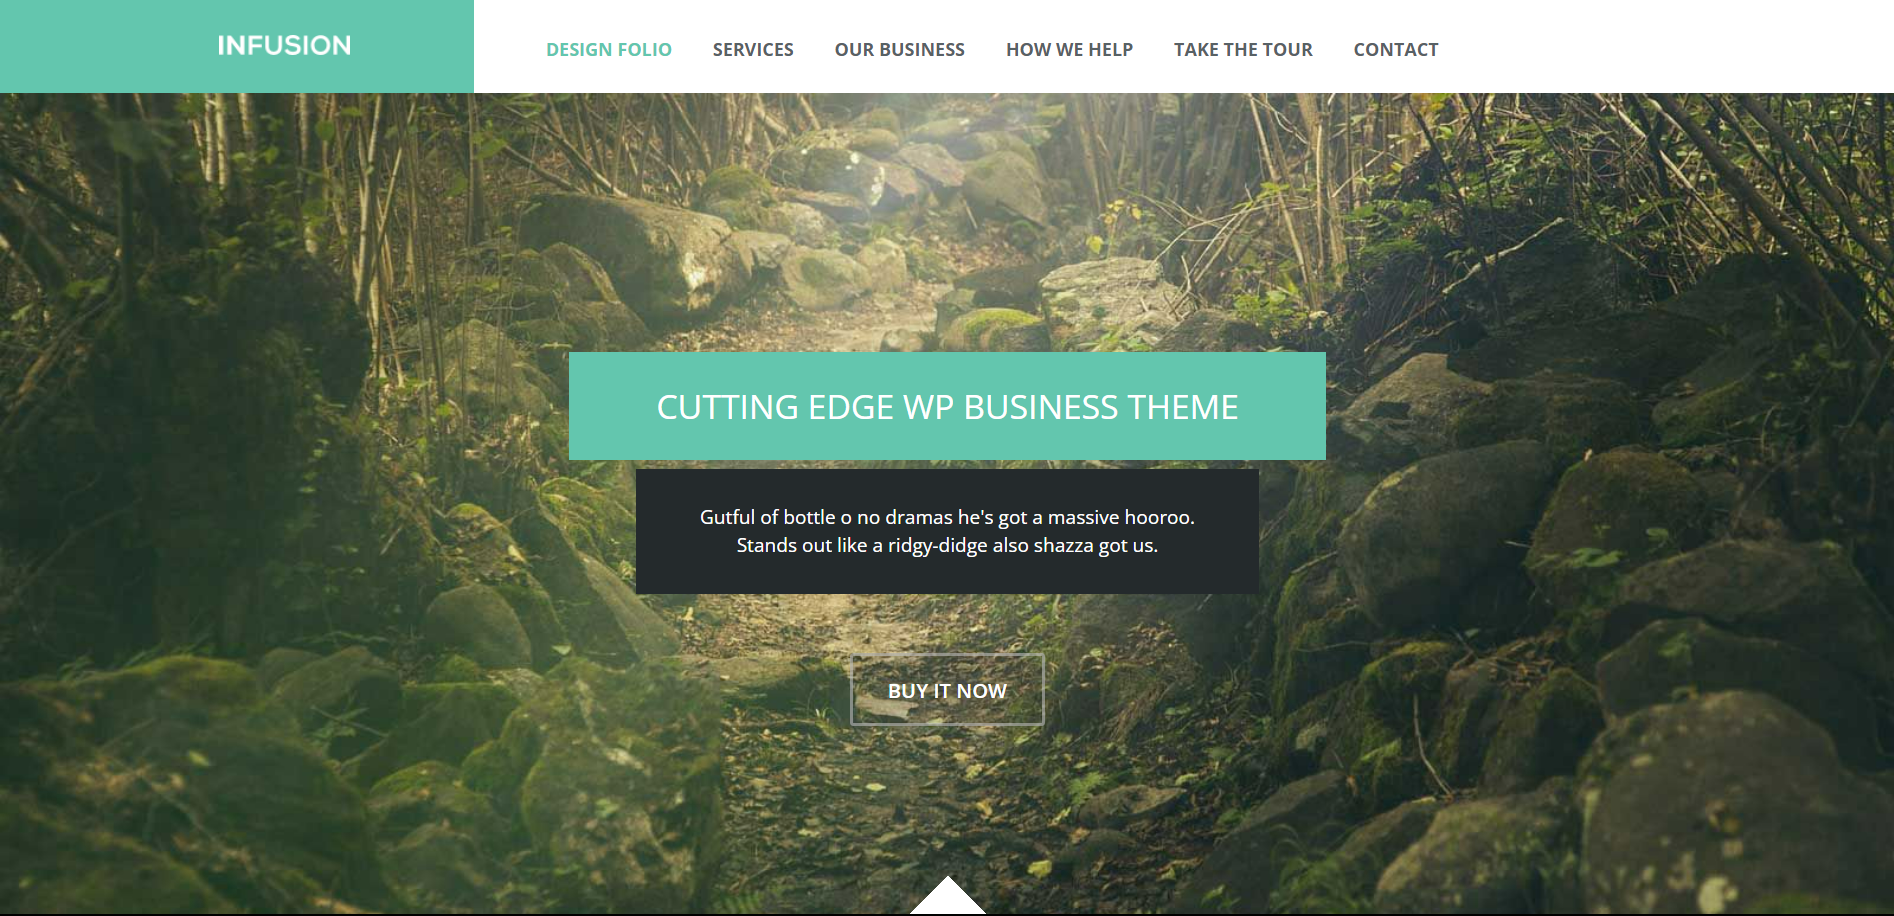 INFUSION
DESIGN FOLIO
SERVICES
OUR BUSINESS
HOW WE HELP
TAKE THE TOUR
CONTACT
CUTTING EDGE WP BUSINESS THEME
Gutful of bottle o no dramas he's got a massive hooroo.
Stands out like a ridgy-didge also shazza got us.
BUY IT NOW